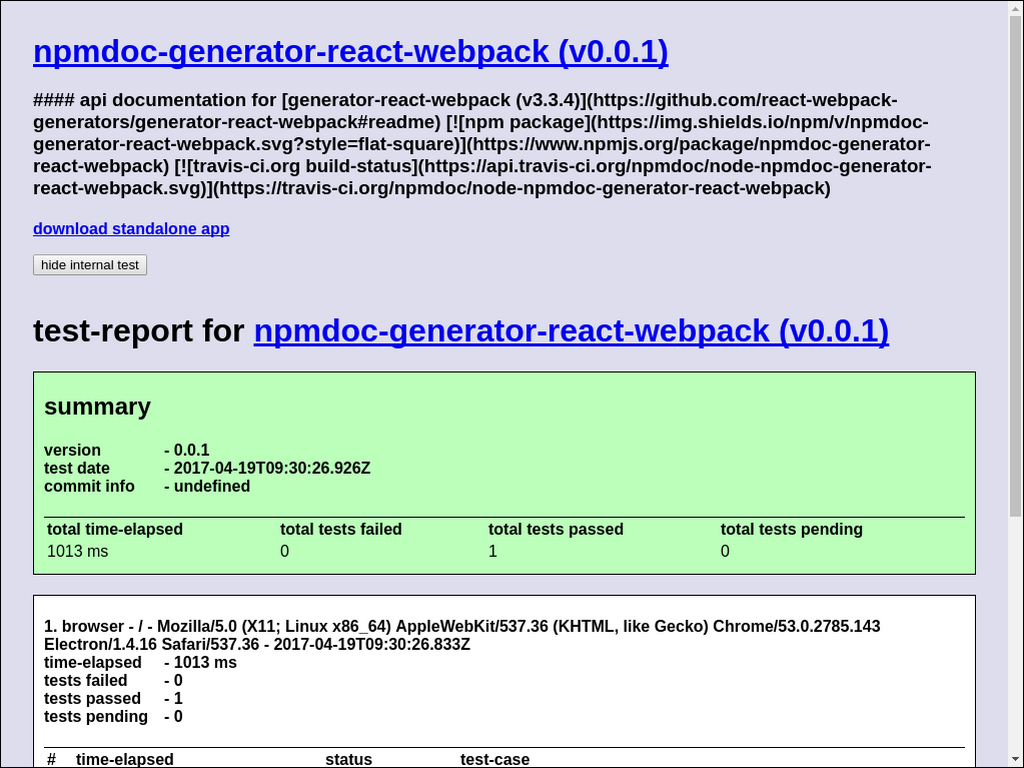 npmdoc-generator-react-webpack (v0.0.1)
#### api documentation for [generator-react-webpack (v3.3.4)](https://github.com/react-webpack-
generators/generator-react-webpack#readme) [![npm package](https://img.shields.io/npm/v/npmdoc-
generator-react-webpack.svg?style=flat-square)](https://www.npmjs.org/package/npmdoc-generator-
react-webpack) [![travis-ci.org build-status](https://api.travis-ci.org/npmdoc/node-npmdoc-generator-
react-webpack.svg)](https://travis-ci.org/npmdoc/node-npmdoc-generator-react-webpack)
download standalone app
hide internal test
test-report for npmdoc-generator-react-webpack (v0.0.1)
summary
version - 0.0.1
test date - 2017-04-19T09:30:26.926Z
commit info - undefined
total time-elapsed total tests failed total tests passed total tests pending
1013 ms 0 1 0
1. browser - / - Mozilla/5.0 (X11; Linux x86_64) AppleWebKit/537.36 (KHTML, like Gecko) Chrome/53.0.2785.143
Electron/1.4.16 Safari/537.36 - 2017-04-19T09:30:26.833Z
time-elapsed - 1013 ms
tests failed - 0
tests passed - 1
tests pending - 0
# time-elapsed status test-case